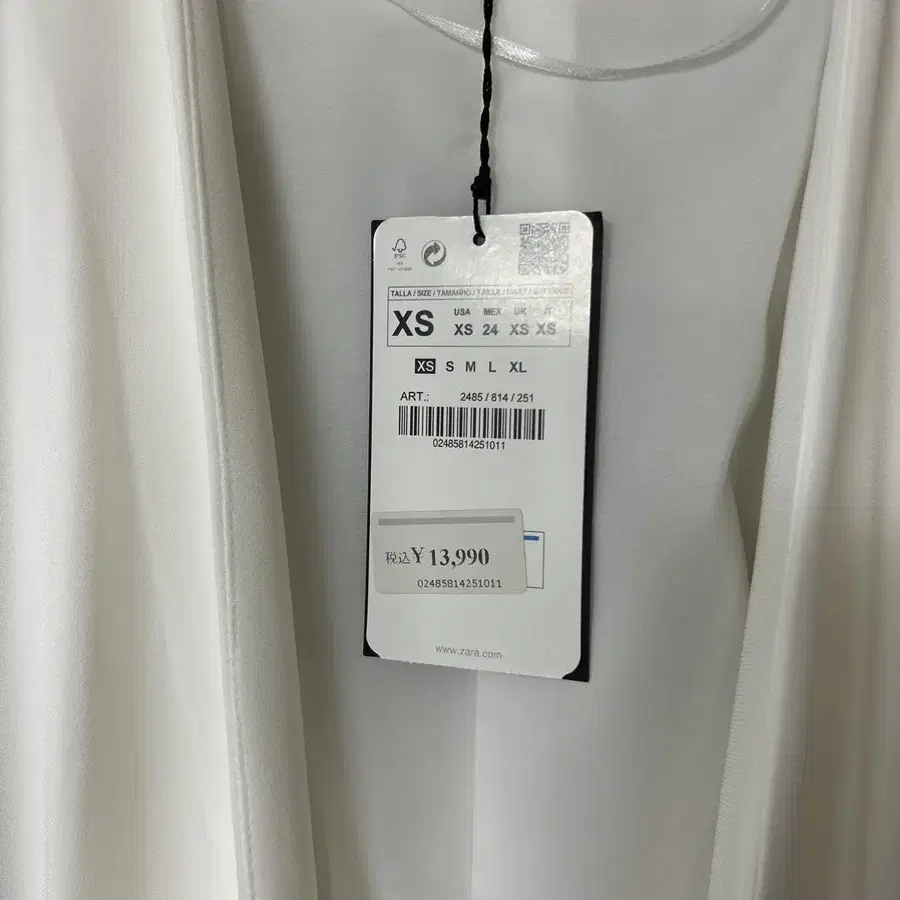 FSC
TALLA / SIZE / TAMANHO / TAILLE /
USA MEX UK IT
XS XS 24 XS XS
XS S M L XL
ART.: 2485 / 814 / 251
02485814251011
税込¥13,990
02485814251011
www.zara.com